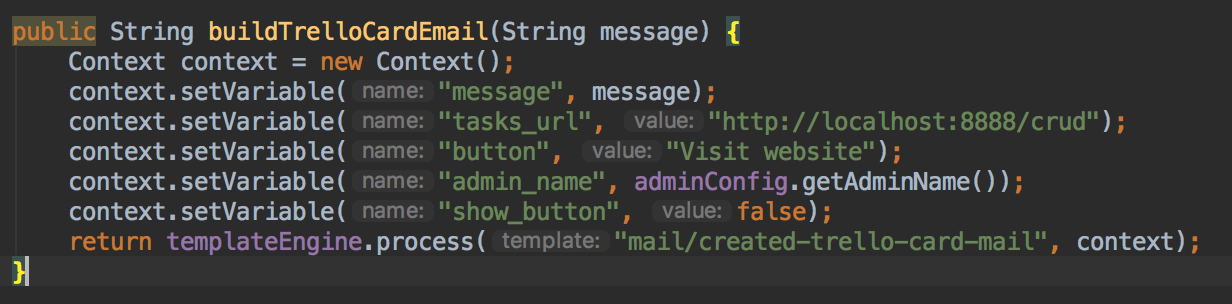 public String buildTrelloCardEmail(String message) {
    Context context = new Context();
    context.setVariable( name: "message", message);
    context.setVariable( name: "tasks_url", value: "http://localhost:8888/crud");
    context.setVariable( name: "button", value: "Visit website");
    context.setVariable( name: "admin_name", adminConfig.getAdminName());
    context.setVariable( name: "show_button", value: false);
    return templateEngine.process( template: "mail/created-trello-card-mail", context);
}